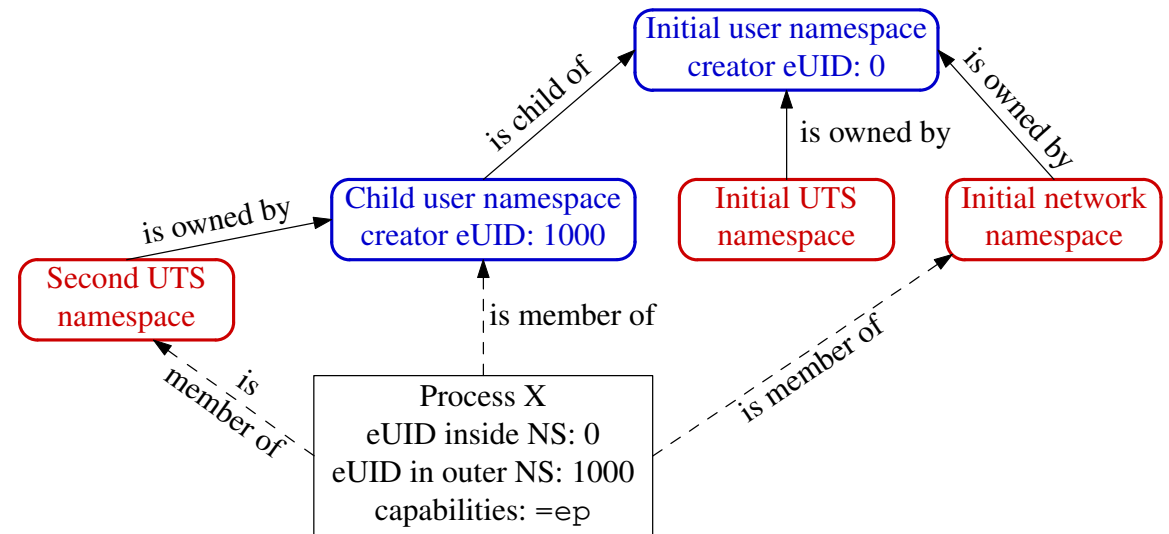 Initial user namespace
creator eUID: 0
is child of
is owned by
is owned by
Child user namespace
creator eUID: 1000
Initial UTS
namespace
Initial network
namespace
is owned by
Second UTS
namespace
is member of
is
member of
is member of
Process X
eUID inside NS: 0
eUID in outer NS: 1000
capabilities: =ep